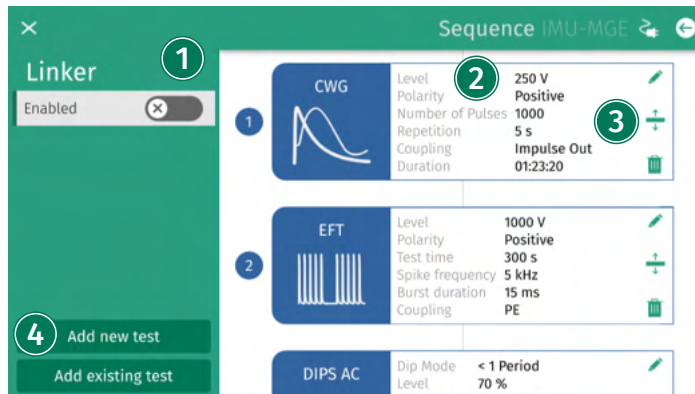 Sequence IMU-MGE
Linker
1
Enabled
4
Add new test
Add existing test
1
CWG
2
3
Level 250 V
Polarity Positive
Number of Pulses 1000
Repetition 5 s
Coupling Impulse Out
Duration 01:23:20
2
EFT
Level 1000 V
Polarity Positive
Test time 300 s
Spike frequency 5 kHz
Burst duration 15 ms
Coupling PE
DIPS AC
Dip Mode < 1 Period
Level 70 %